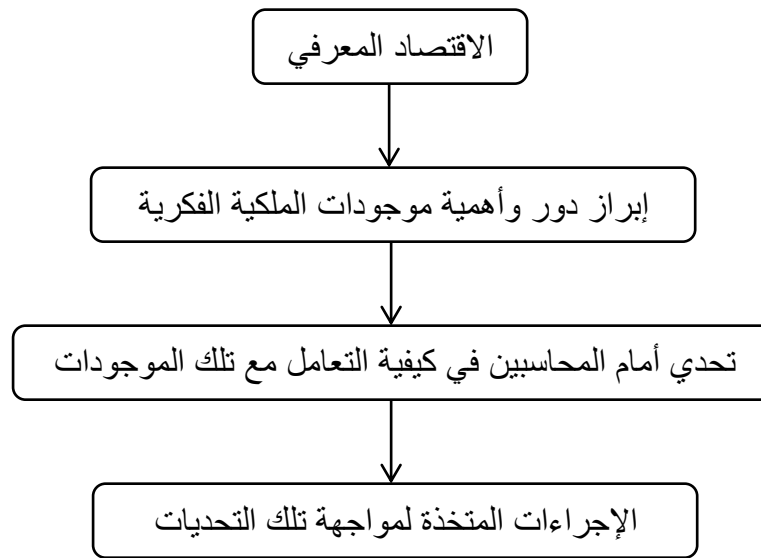 الاقتصاد المعرفي
إبراز دور وأهمية موجودات الملكية الفكرية
تحدي أمام المحاسبين في كيفية التعامل مع تلك الموجودات
الإجراءات المتخذة لمواجهة تلك التحديات